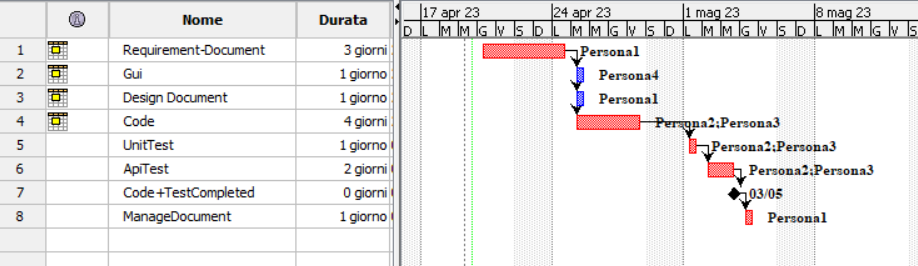 Nome Durata 17 apr 23 24 apr 23 1 mag 23 8 mag 23
D L M M G V S D L M M G V S D L M M G V S D L M M G V S
1 Requirement-Document 3 giorni Persona1
2 Gui 1 giorno Persona4
3 Design Document 1 giorno Persona1
4 Code 4 giorni Persona2;Persona3
5 UnitTest 1 giorno Persona2;Persona3
6 ApiTest 2 giorni Persona2;Persona3
7 Code+TestCompleted 0 giorni 03/05
8 ManageDocument 1 giorno Persona1